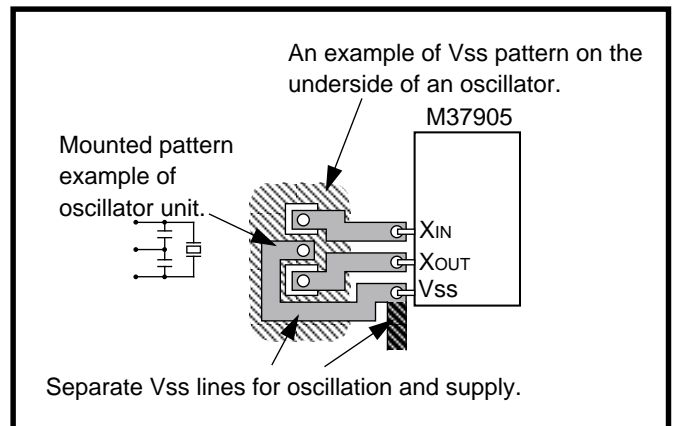 An example of Vss pattern on the
underside of an oscillator.
M37905
Mounted pattern
example of
oscillator unit.
XIN
XOUT
Vss
Separate Vss lines for oscillation and supply.